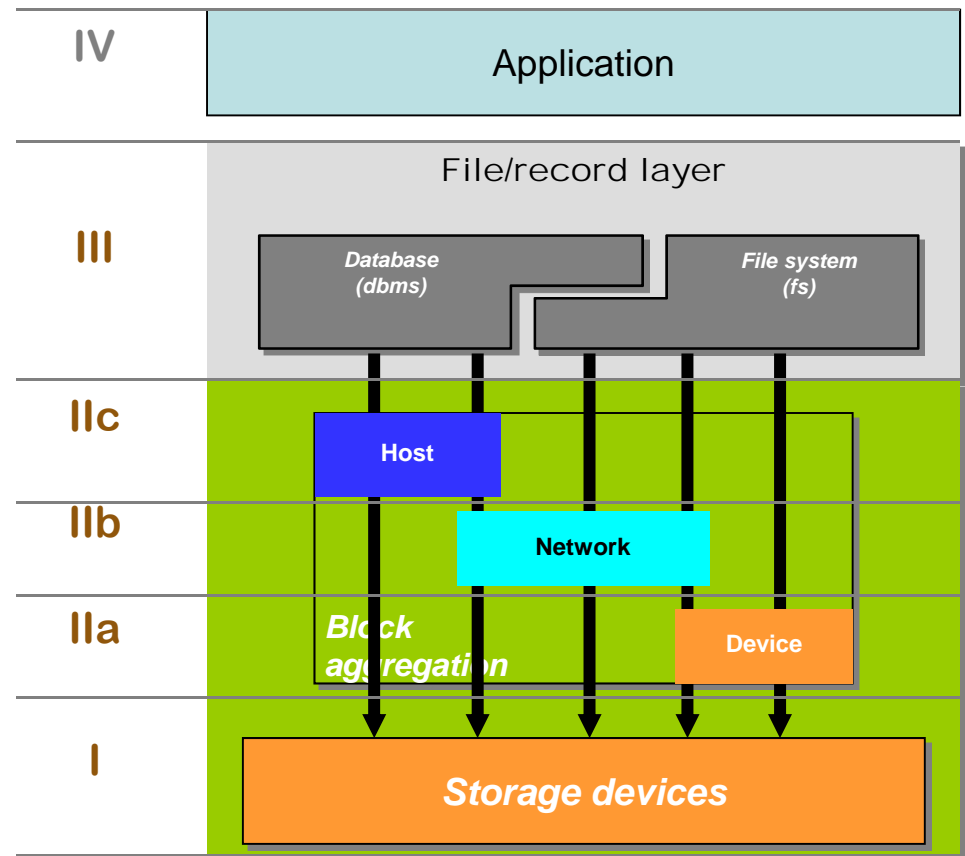 IV
Application
File/record layer
III
Database
(dbms)
File system
(fs)
IIc
Host
IIb
Network
IIa
Block
aggregation
Device
I
Storage devices